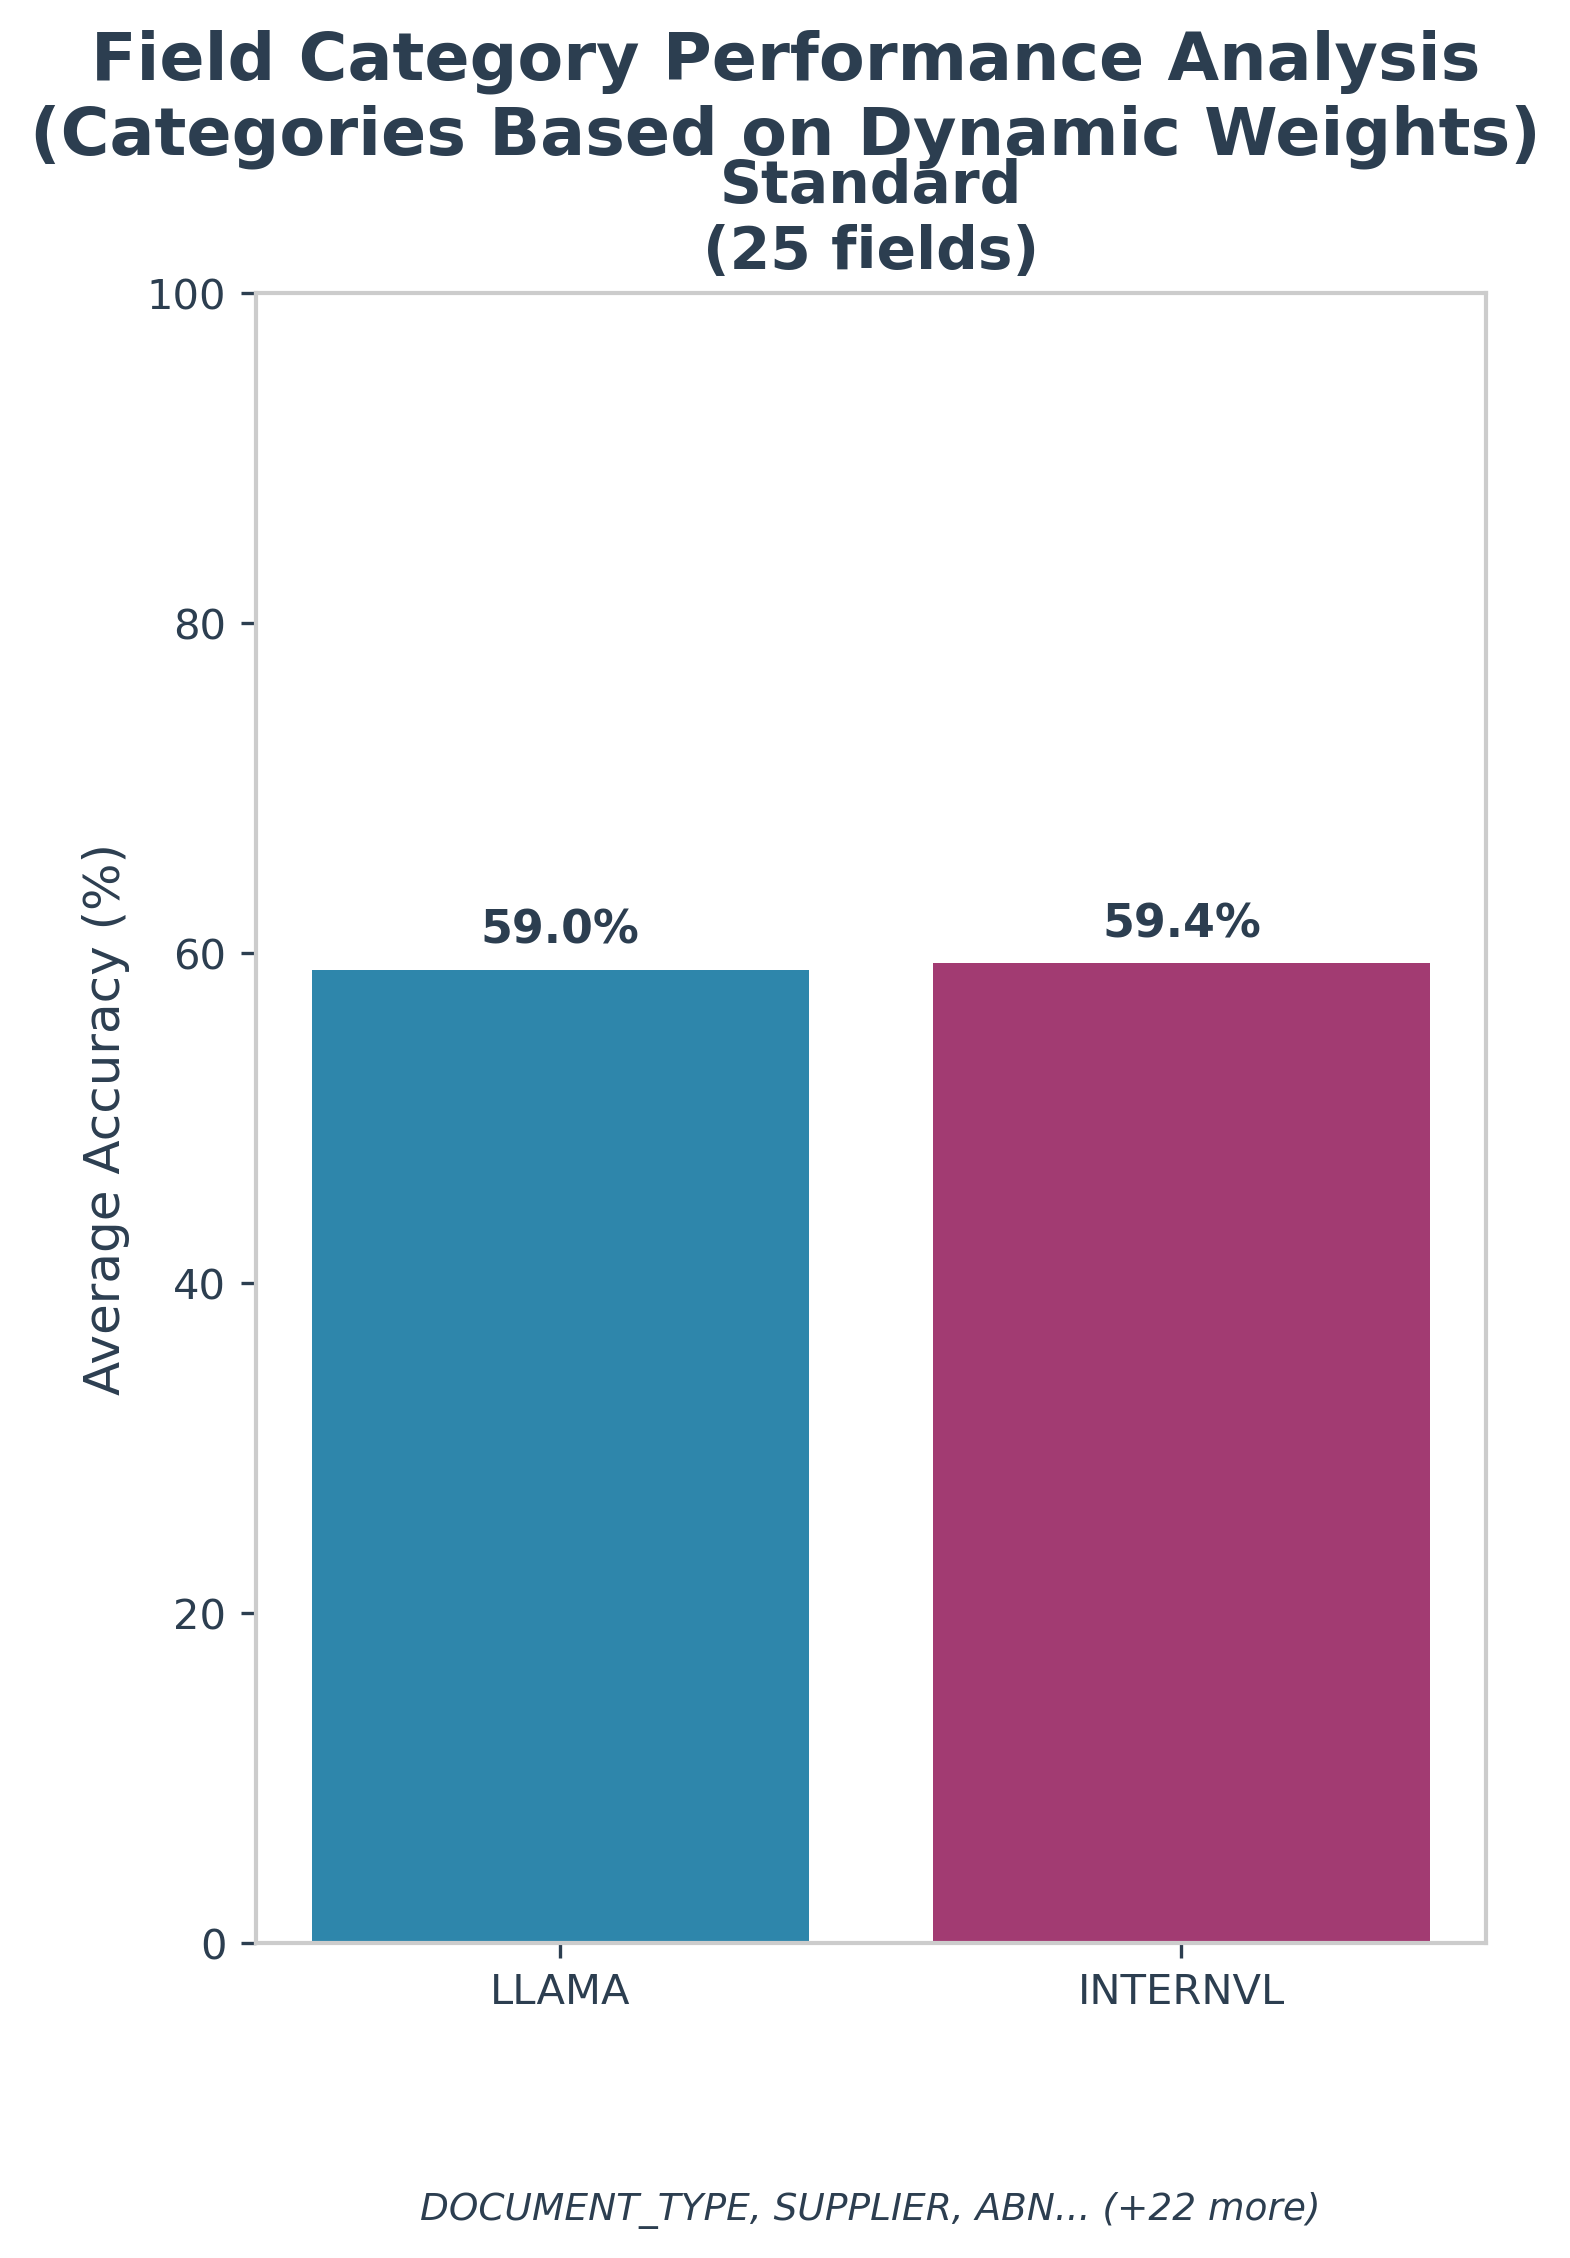 Field Category Performance Analysis
(Categories Based on Dynamic Weights)
Standard
(25 fields)
100
80
60
40
20
0
Average Accuracy (%)
59.0%
59.4%
LLAMA
INTERNVL
DOCUMENT_TYPE, SUPPLIER, ABN... (+22 more)